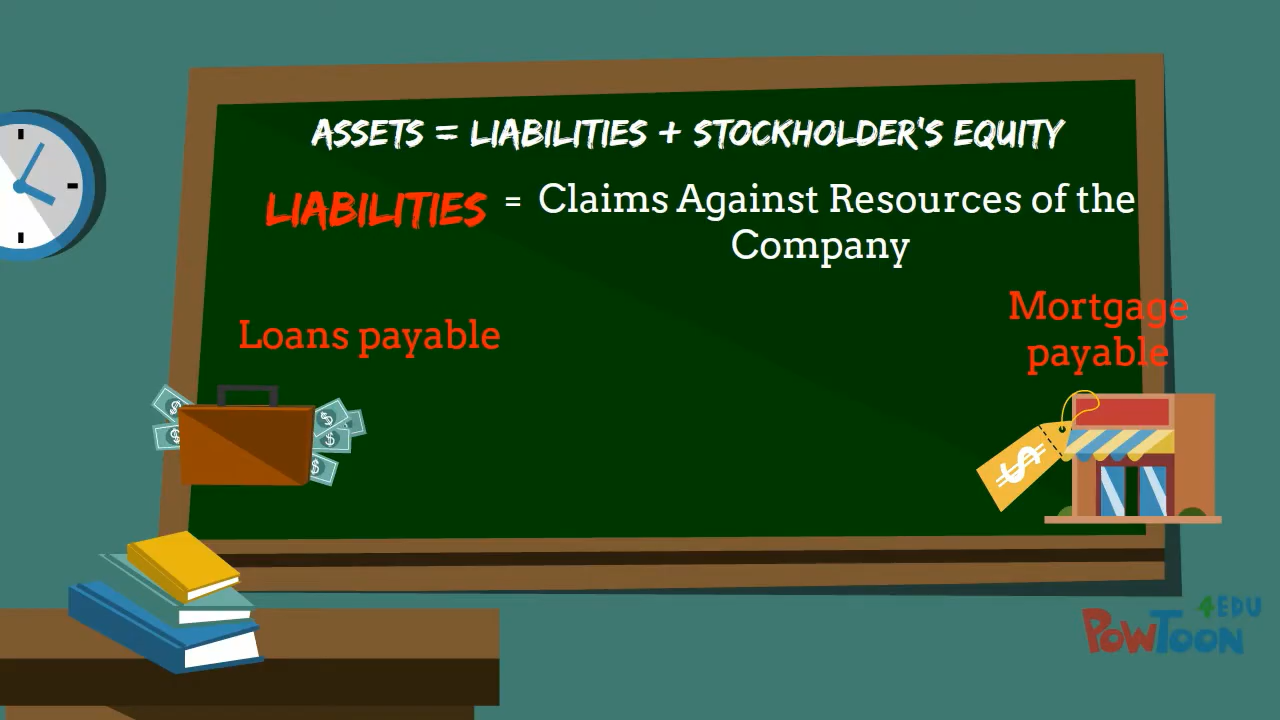 ASSETS = LIABILITIES + STOCKHOLDER'S EQUITY
LIABILITIES = Claims Against Resources of the
Company
Loans payable
Mortgage
payable
$ $ $ $ $
$
4EDU
POWTOON